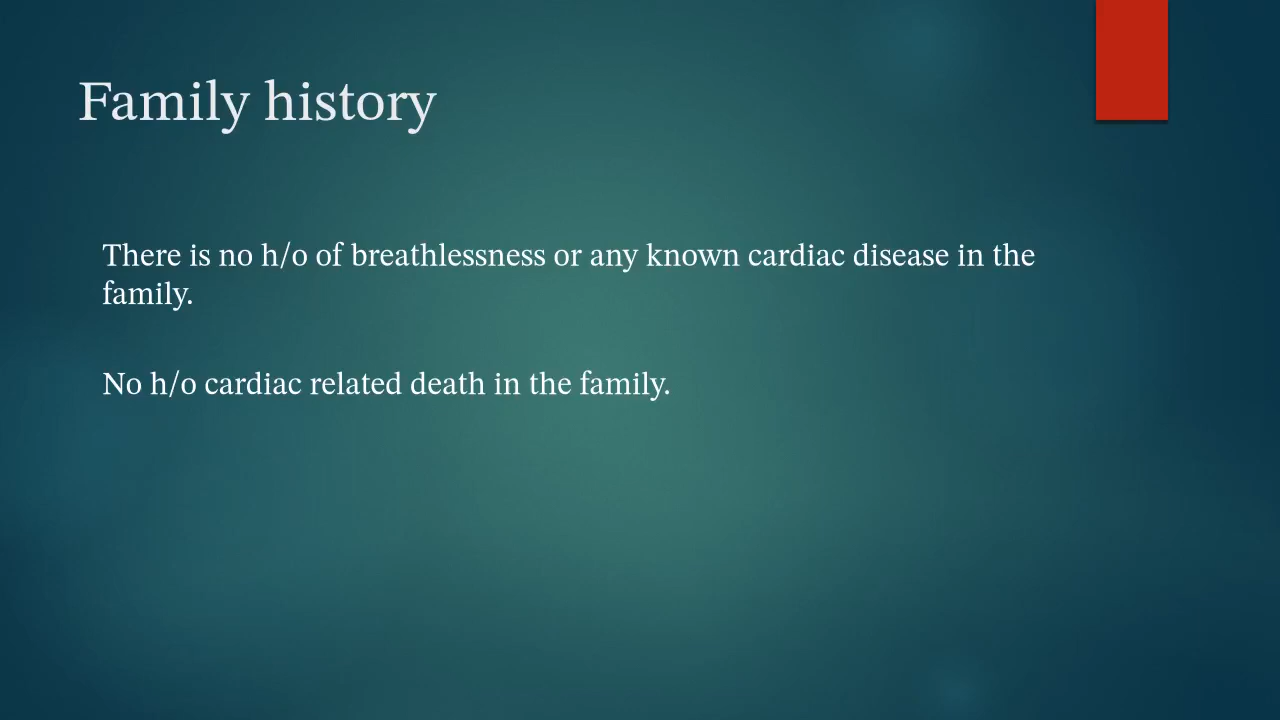 Family history
There is no h/o of breathlessness or any known cardiac disease in the
family.
No h/o cardiac related death in the family.